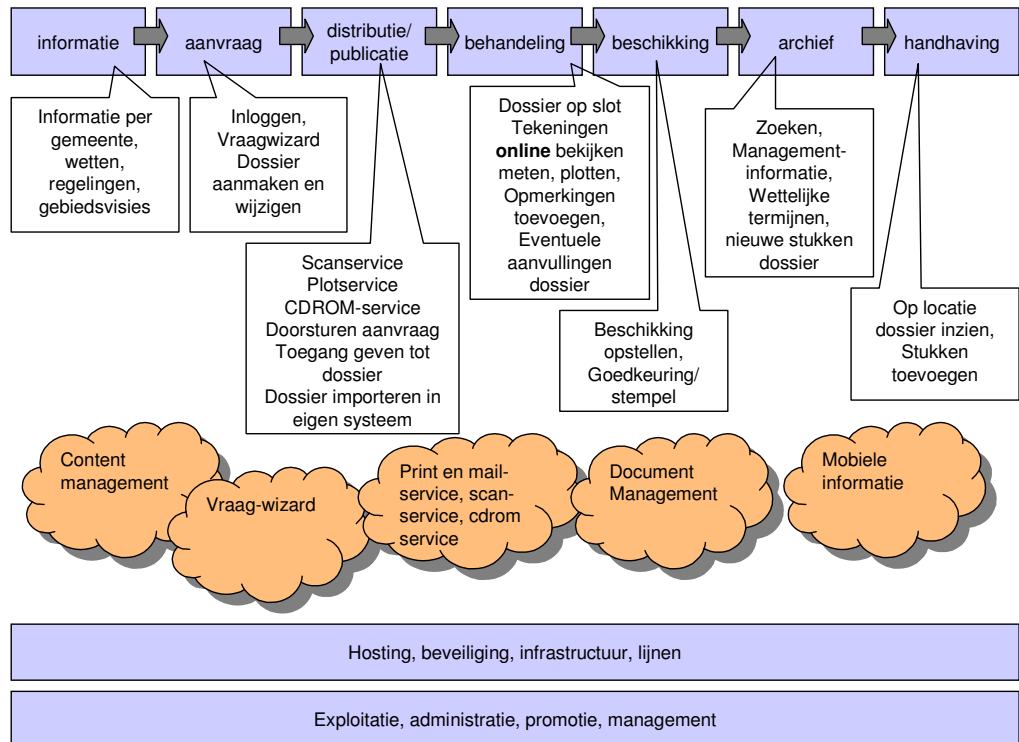 informatie
aanvraag
distributie/
publicatie
behandeling
beschikking
archief
handhaving
Informatie per
gemeente,
wetten,
regelingen,
gebiedsvisies
Inloggen,
Vraagwizard
Dossier
aanmaken en
wijzigen
Scanservice
Plotservice
CDROM-service
Doorsturen aanvraag
Toegang geven tot
dossier
Dossier importeren in
eigen systeem
Dossier op slot
Tekeningen
online bekijken
meten, plotten,
Opmerkingen
toevoegen,
Eventuele
aanvullingen
dossier
Beschikking
opstellen,
Goedkeuring/
stempel
Zoeken,
Management-
informatie,
Wettelijke
termijnen,
nieuwe stukken
dossier
Op locatie
dossier inzien,
Stukken
toevoegen
Content
management
Vraag-wizard
Print en mail-
service, scan-
service, cdrom
service
Document
Management
Mobiele
informatie
Hosting, beveiliging, infrastructuur, lijnen
Exploitatie, administratie, promotie, management